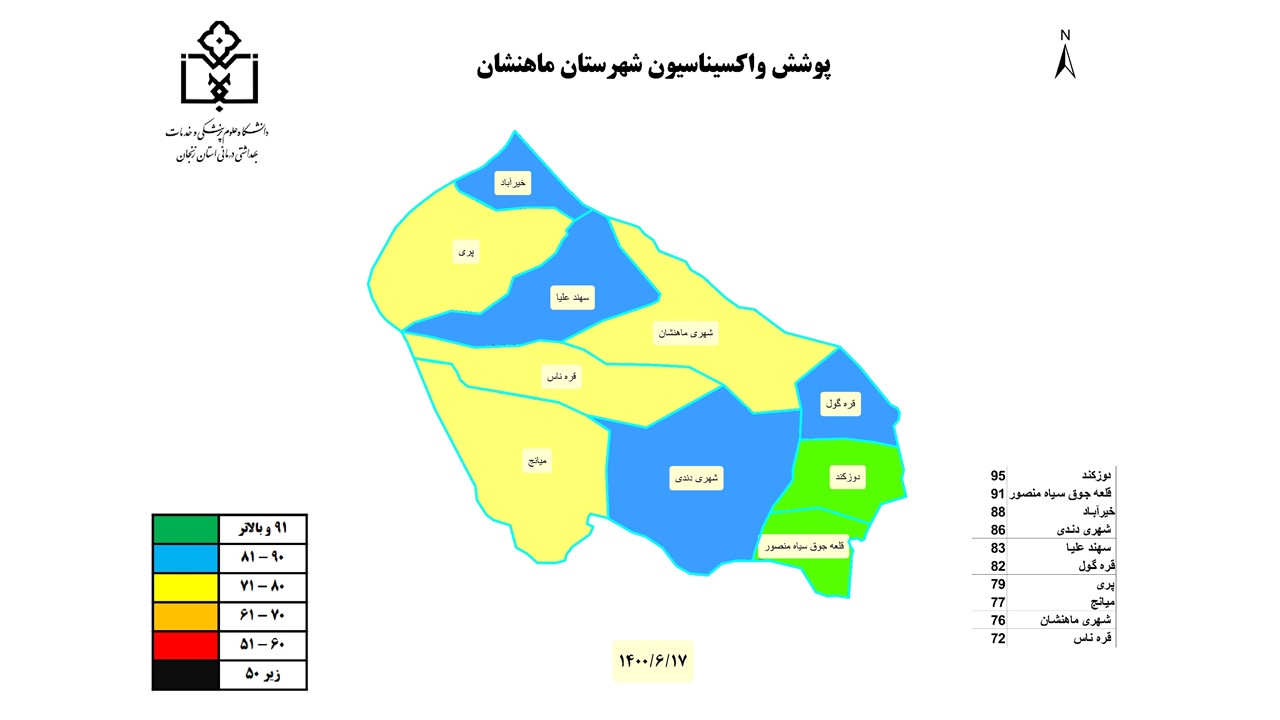 پوشش واکسیناسیون شهرستان ماهنشان
N
دانشگاه علوم پزشکی و خدمات
بهداشتی درمانی استان زنجان
خیرآباد
پری
سهند علیا
شهری ماهنشان
قره ناس
قره گول
میانج
شهری دندی
دوزکند
قلعه جوق سیاه منصور
دوزکند 95
قلعه جوق سیاه منصور 91
خیرآباد 88
شهری دندی 86
سهند علیا 83
قره گول 82
پری 79
میانج 77
شهری ماهنشان 76
قره ناس 72
۹۱ و بالاتر
۸۱ – ۹۰
۷۱ – ۸۰
۶۱ – ۷۰
۵۱ – ۶۰
زیر ۵۰
۱۴۰۰/۶/۱۷